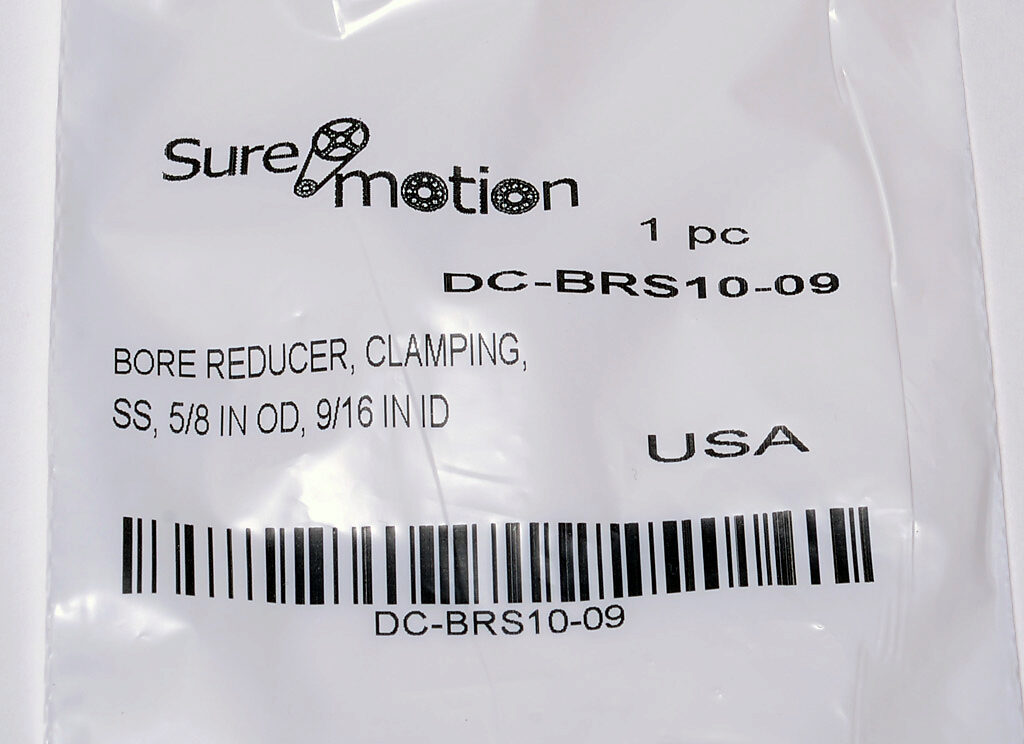 Sure motion
1 pc
DC-BRS10-09
BORE REDUCER, CLAMPING,
SS, 5/8 IN OD, 9/16 IN ID
USA
DC-BRS10-09